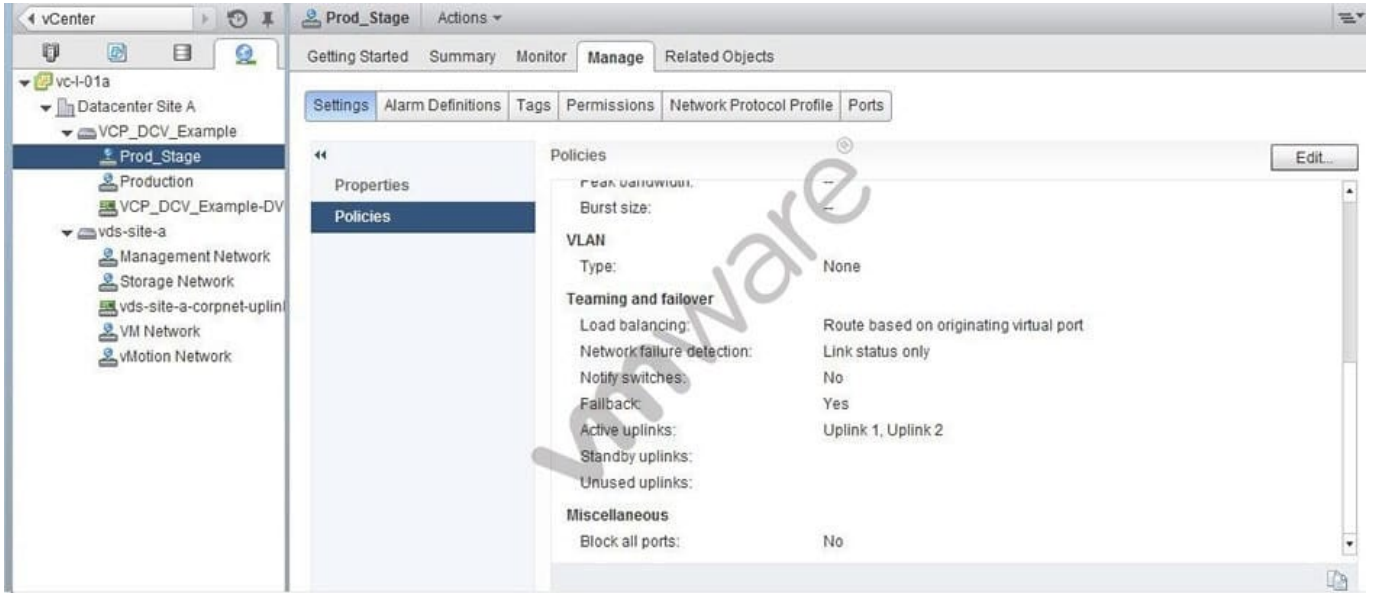 vCenter
Prod_Stage Actions
Getting Started Summary Monitor Manage Related Objects
vc-l-01a
Datacenter Site A
VCP_DCV_Example
Prod_Stage
Production
VCP_DCV_Example-DV
vds-site-a
Management Network
Storage Network
vds-site-a-corpnet-uplin
VM Network
vMotion Network
Settings Alarm Definitions Tags Permissions Network Protocol Profile Ports
Properties
Policies
Policies
Edit...
Peak bandwidth: --
Burst size: --
VLAN
Type: None
Teaming and failover
Load balancing: Route based on originating virtual port
Network failure detection: Link status only
Notify switches: No
Failback: Yes
Active uplinks: Uplink 1, Uplink 2
Standby uplinks:
Unused uplinks:
Miscellaneous
Block all ports: No
vmware®